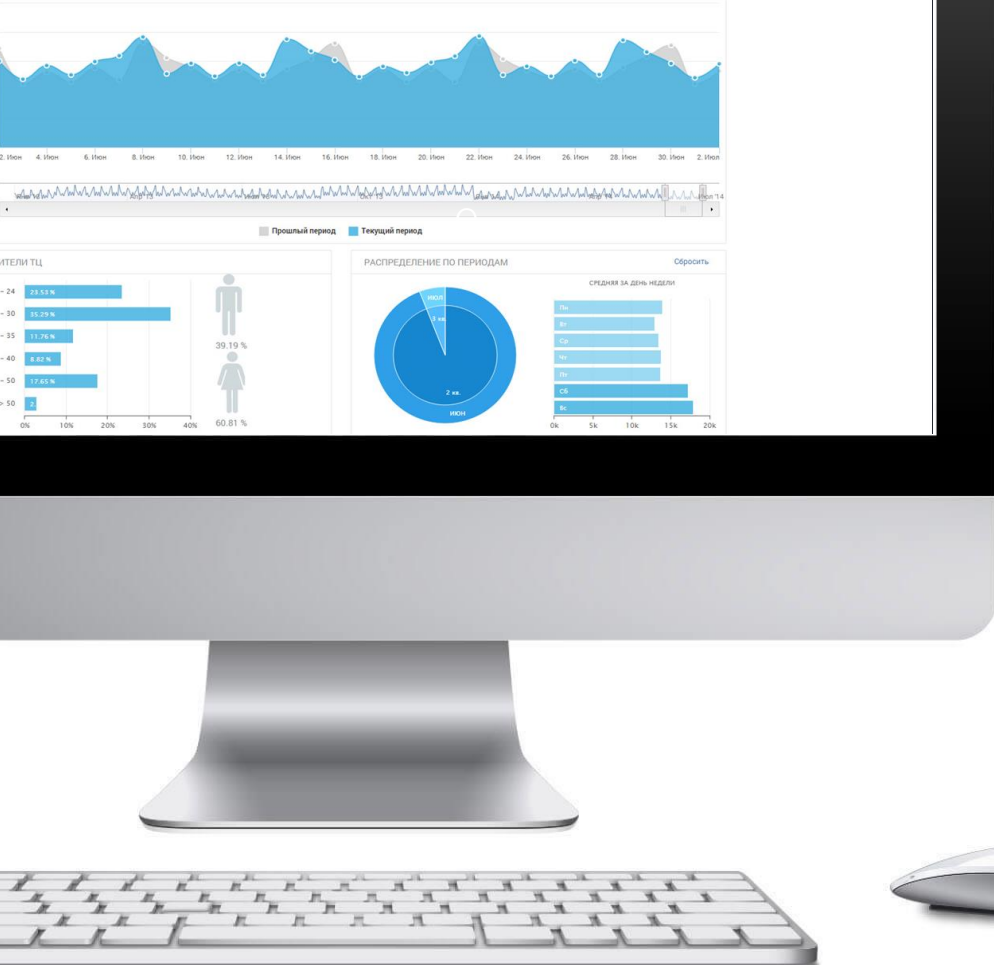 2. Июн 4. Июн 6. Июн 8. Июн 10. Июн 12. Июн 14. Июн 16. Июн 18. Июн 20. Июн 22. Июн 24. Июн 26. Июн 28. Июн 30. Июн 2. Июл
Окт '13 Июл '14
Прошлый период Текущий период
ИТЕЛИ ТЦ
- 24 23.53 %
- 30 35.29 %
- 35 11.76 %
- 40 8.82 %
- 50 17.65 %
> 50 2.
0% 10% 20% 30% 40%
39.19 %
60.81 %
РАСПРЕДЕЛЕНИЕ ПО ПЕРИОДАМ Сбросить
ИЮЛ
3 кв.
2 кв.
ИЮН
СРЕДНЯЯ ЗА ДЕНЬ НЕДЕЛИ
Пн
Вт
Ср
Чт
Пт
Сб
Вс
0k 5k 10k 15k 20k